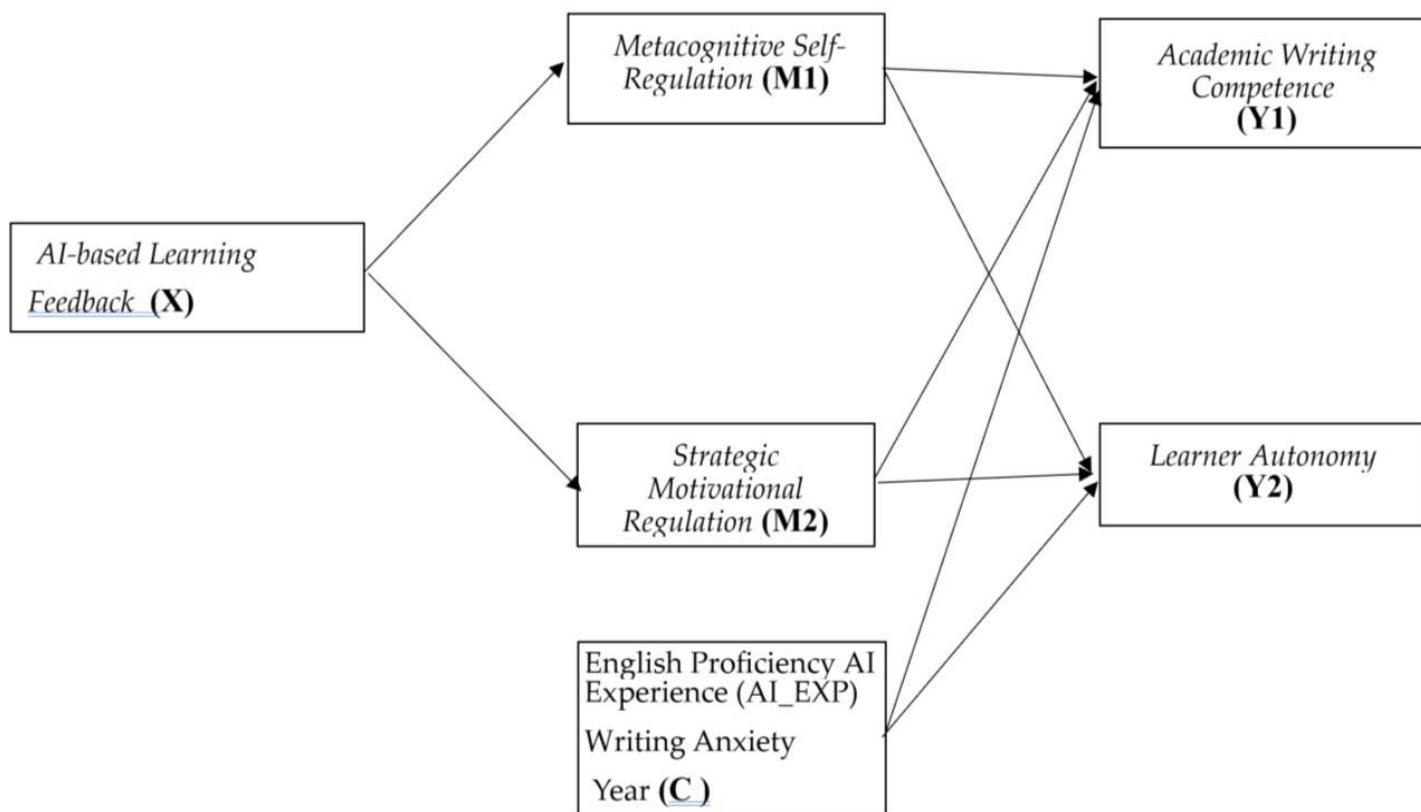 Metacognitive Self-
Regulation (M1)
Academic Writing
Competence
(Y1)
AI-based Learning
Feedback (X)
Strategic
Motivational
Regulation (M2)
Learner Autonomy
(Y2)
English Proficiency AI
Experience (AI_EXP)
Writing Anxiety
Year (C )